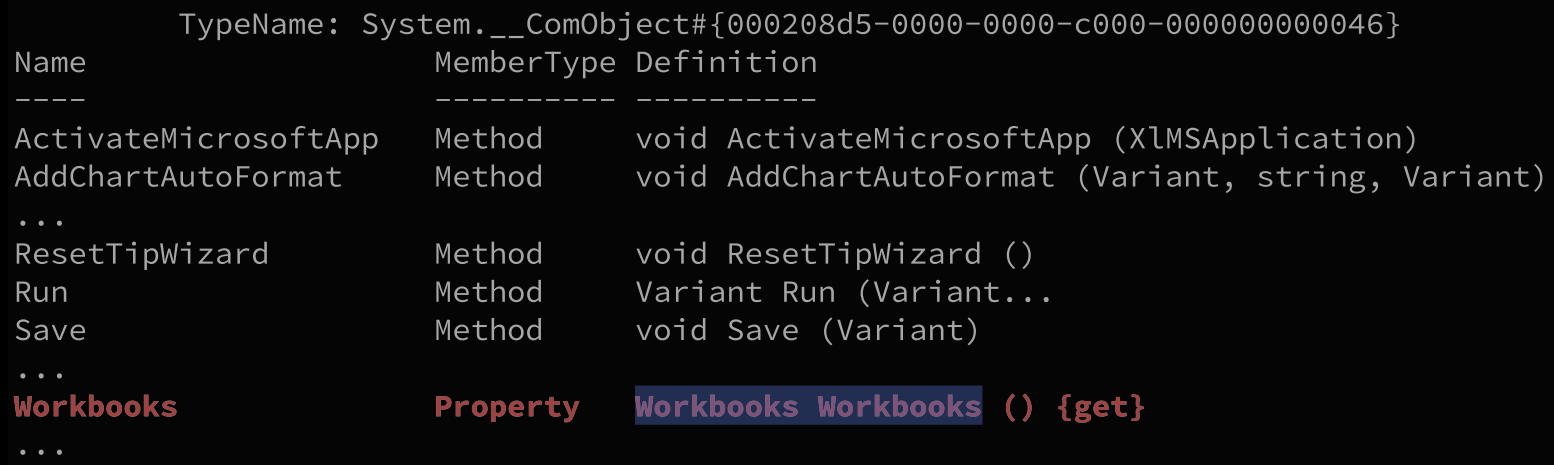 TypeName: System.__ComObject#{000208d5-0000-0000-c000-000000000046}
Name                   MemberType Definition
----                   ---------- ----------
ActivateMicrosoftApp   Method     void ActivateMicrosoftApp (XlMSApplication)
AddChartAutoFormat     Method     void AddChartAutoFormat (Variant, string, Variant)
...
ResetTipWizard         Method     void ResetTipWizard ()
Run                    Method     Variant Run (Variant...
Save                   Method     void Save (Variant)
...
Workbooks              Property   Workbooks Workbooks () {get}
...